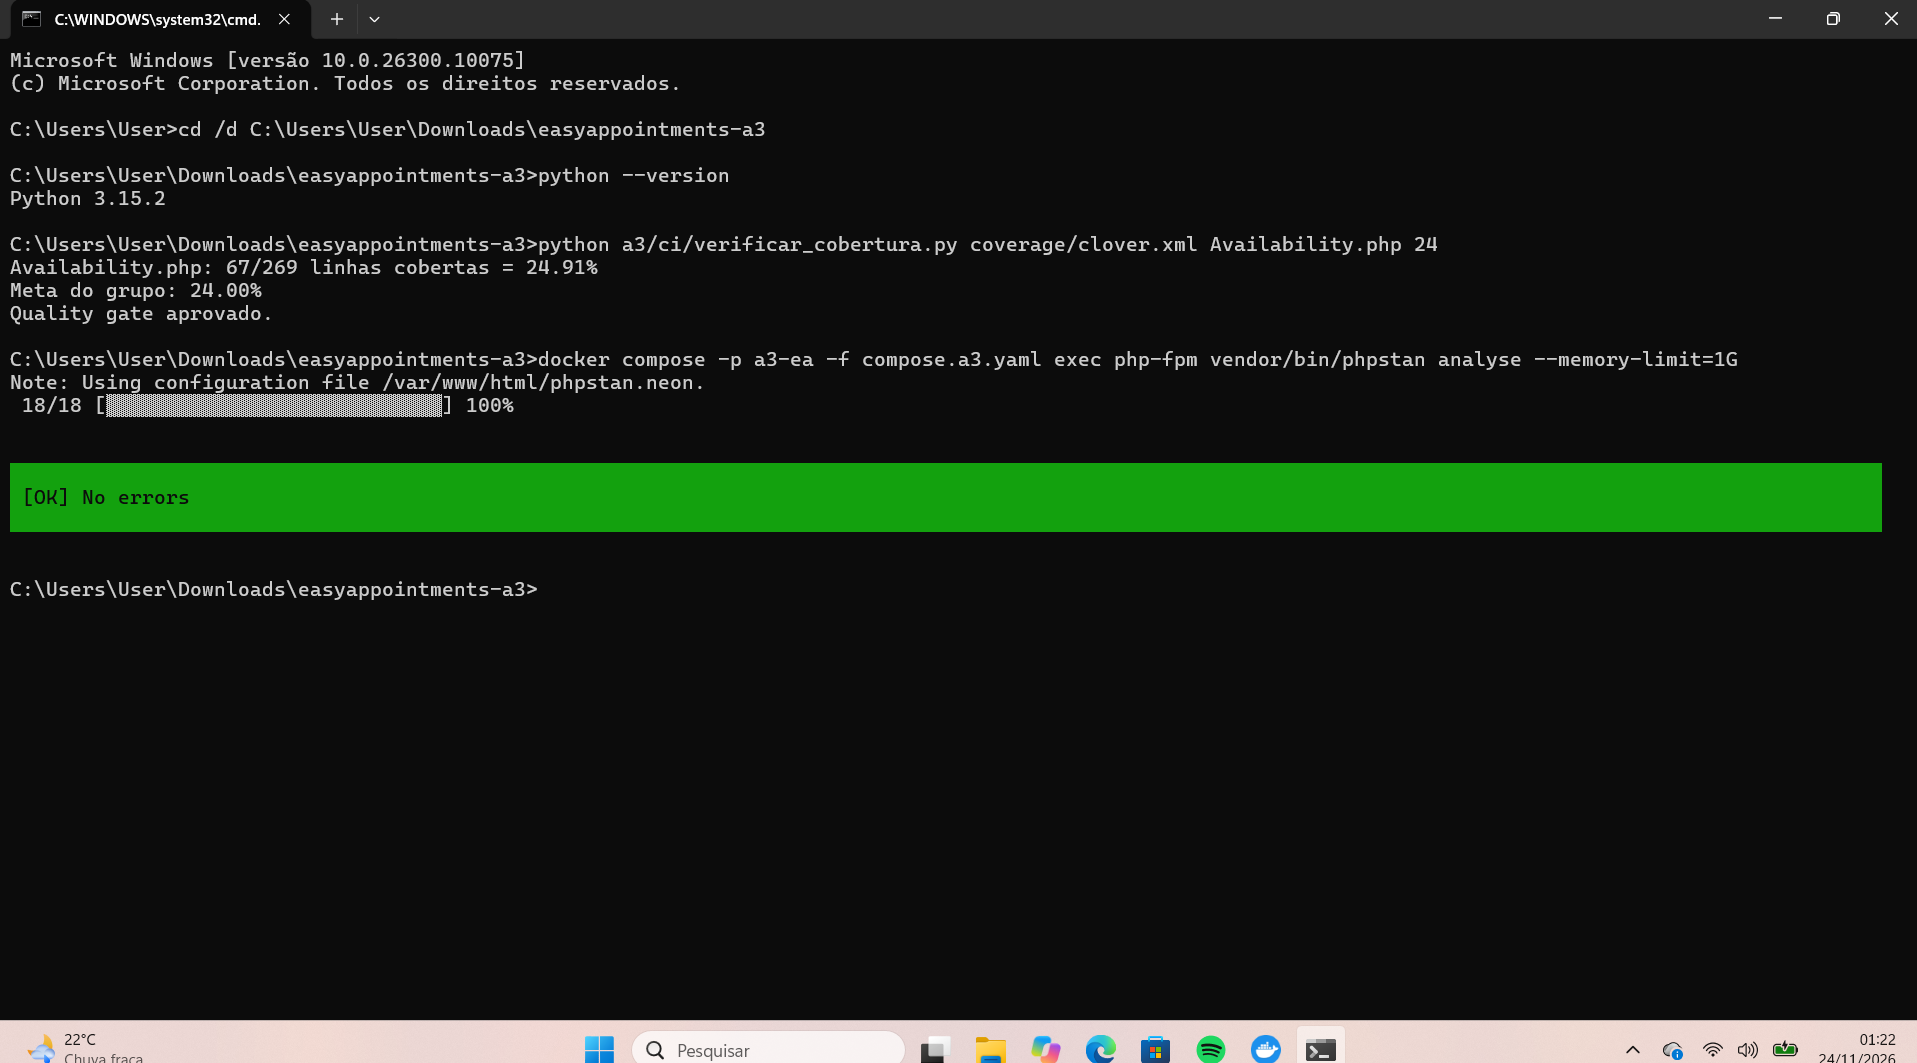 C:\WINDOWS\system32\cmd.
Microsoft Windows [versão 10.0.26300.10075]
(c) Microsoft Corporation. Todos os direitos reservados.
C:\Users\User>cd /d C:\Users\User\Downloads\easyappointments-a3
C:\Users\User\Downloads\easyappointments-a3>python --version
Python 3.15.2
C:\Users\User\Downloads\easyappointments-a3>python a3/ci/verificar_cobertura.py coverage/clover.xml Availability.php 24
Availability.php: 67/269 linhas cobertas = 24.91%
Meta do grupo: 24.00%
Quality gate aprovado.
C:\Users\User\Downloads\easyappointments-a3>docker compose -p a3-ea -f compose.a3.yaml exec php-fpm vendor/bin/phpstan analyse --memory-limit=1G
Note: Using configuration file /var/www/html/phpstan.neon.
18/18 [▓▓▓▓▓▓▓▓▓▓▓▓▓▓▓▓▓▓▓▓▓▓▓▓▓▓▓▓] 100%
[OK] No errors
C:\Users\User\Downloads\easyappointments-a3>
22°C
Chuva fraca
Pesquisar
01:22
24/11/2026